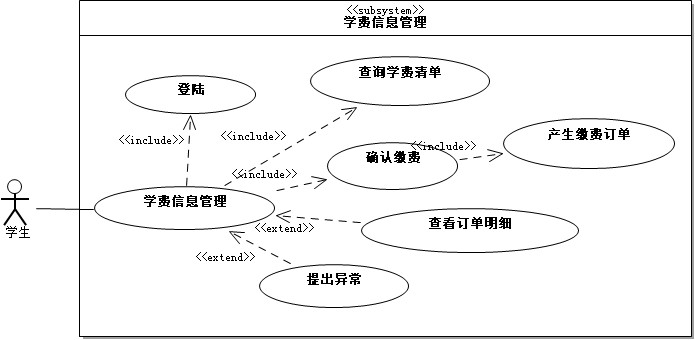 <<subsystem>>
学费信息管理
查询学费清单
登陆
<<include>>
<<include>>
产生缴费订单
<<include>>
确认缴费
<<include>>
学费信息管理
学生
查看订单明细
<<extend>>
<<extend>>
提出异常